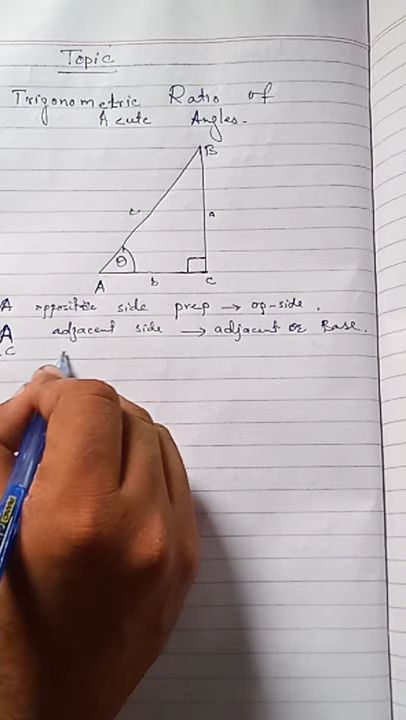 Topic
Trigonometric Ratio of
Acute Angles.
B
c
a
θ
A
b
C
A opposite side prep → op-side.
A adjacent side → adjacent or Base.
C